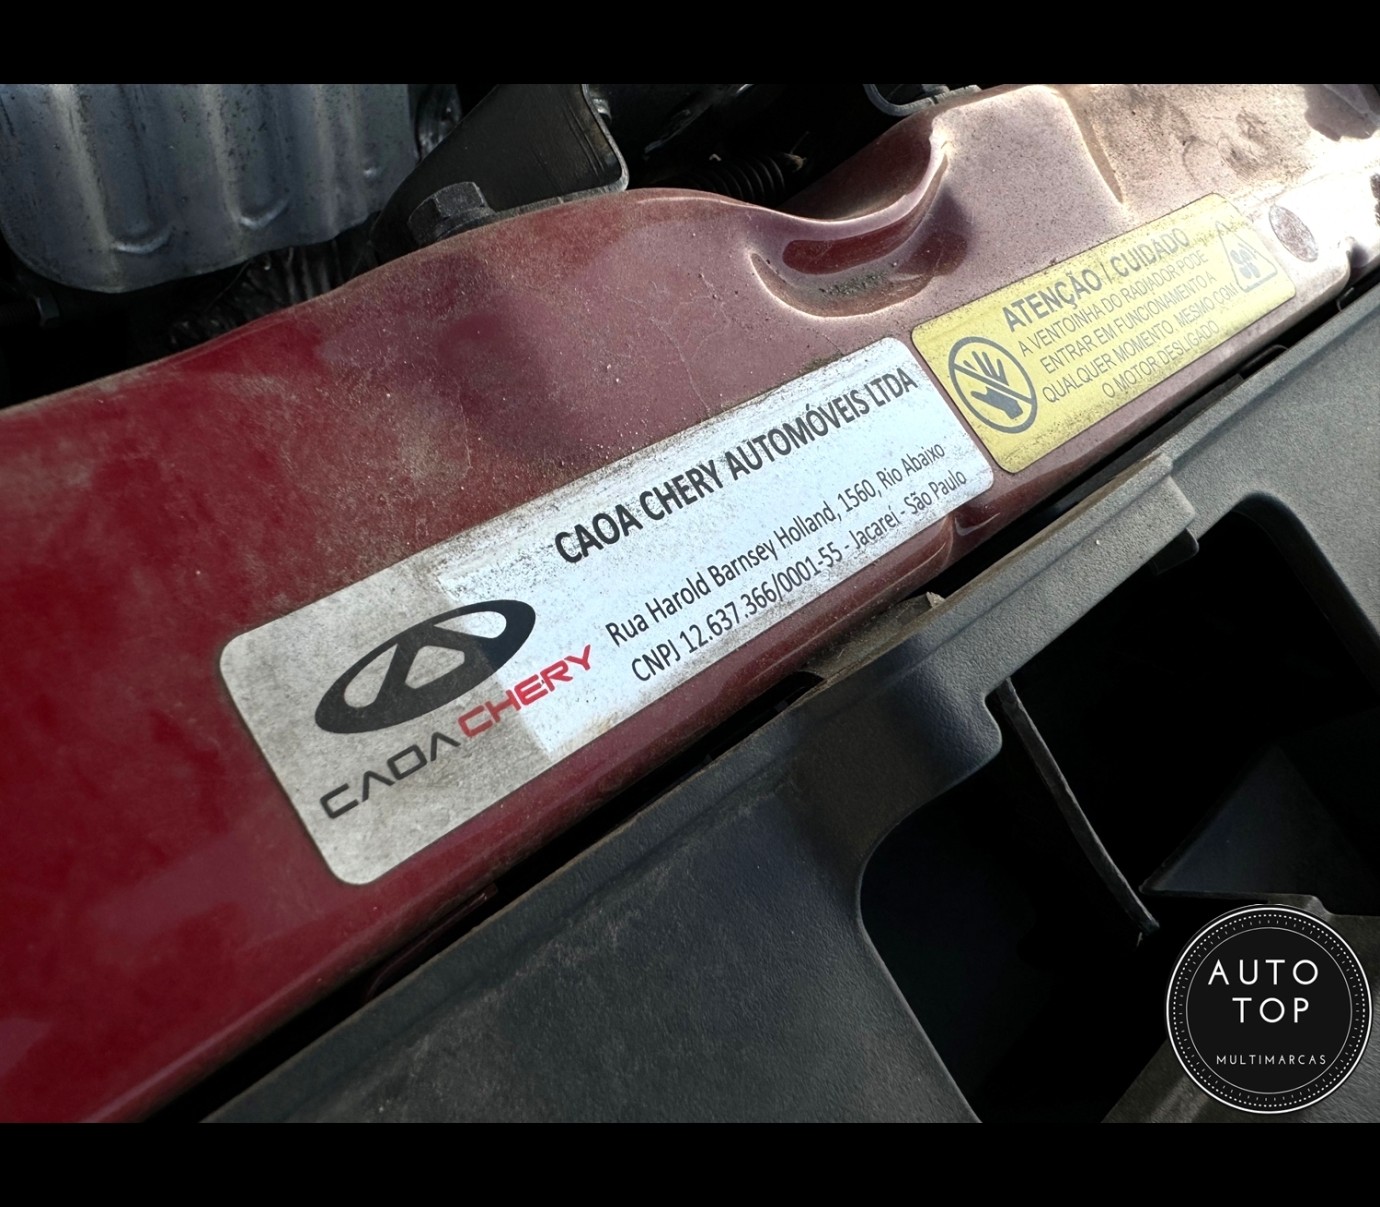 CAOA CHERY AUTOMÓVEIS LTDA
Rua Harold Barnsey Holland, 1560, Rio Abaixo
CNPJ 12.637.366/0001-55 - Jacareí - São Paulo
CAOA CHERY
ATENÇÃO / CUIDADO
A VENTOINHA DO RADIADOR PODE
ENTRAR EM FUNCIONAMENTO A
QUALQUER MOMENTO, MESMO COM
O MOTOR DESLIGADO
AUTO
TOP
MULTIMARCAS